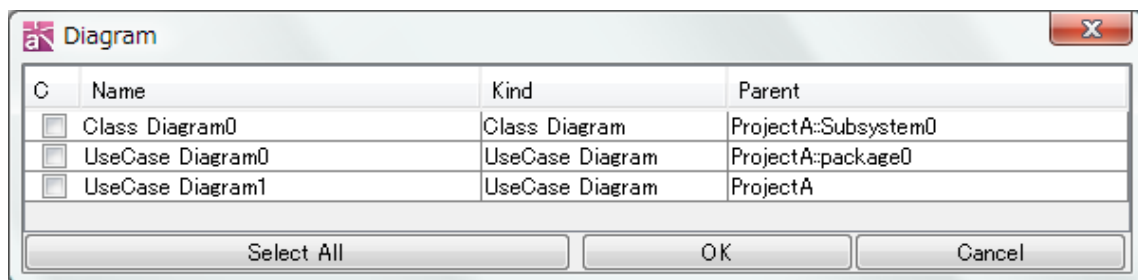 Diagram
C Name Kind Parent
Class Diagram0 Class Diagram ProjectA::Subsystem0
UseCase Diagram0 UseCase Diagram ProjectA::package0
UseCase Diagram1 UseCase Diagram ProjectA
Select All OK Cancel